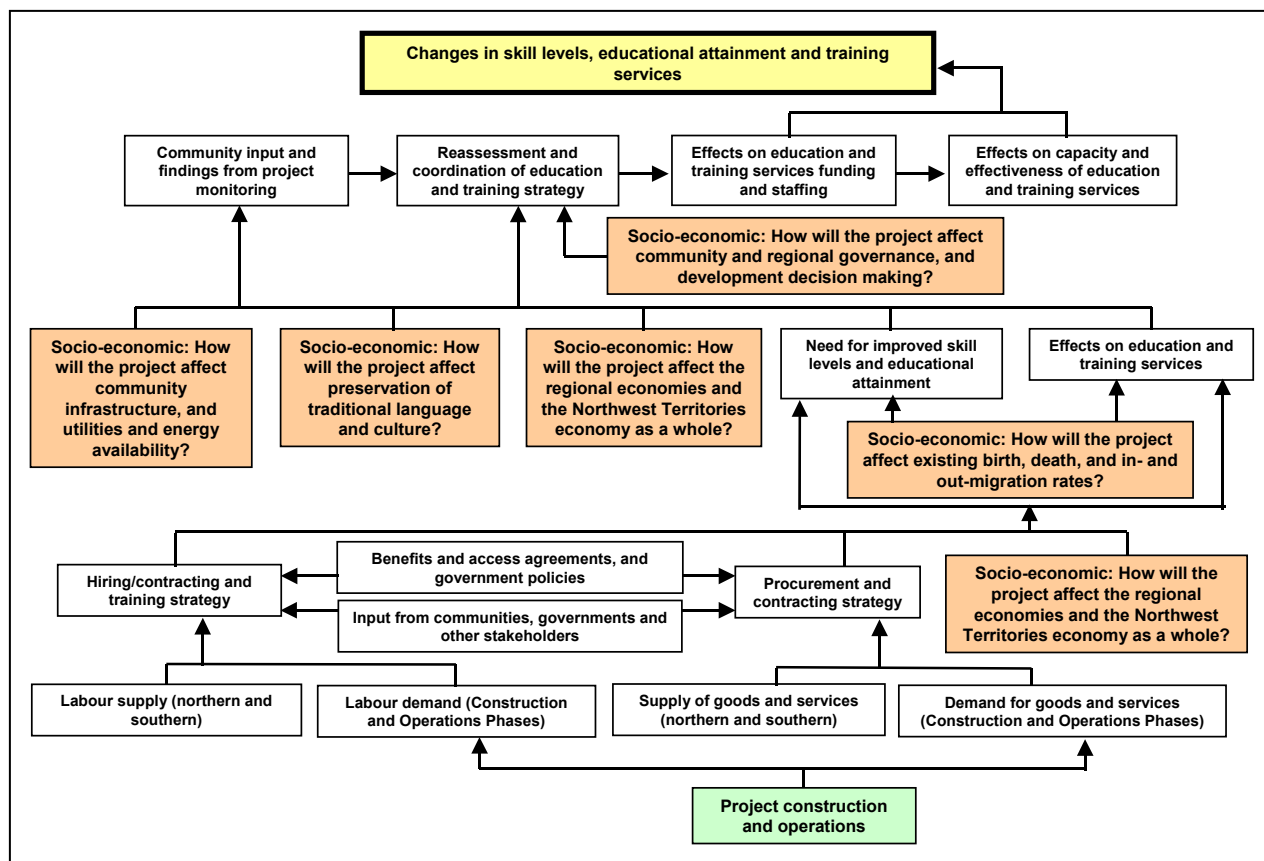 Changes in skill levels, educational attainment and training
services
Community input and
findings from project
monitoring
Reassessment and
coordination of education
and training strategy
Effects on education and
training services funding
and staffing
Effects on capacity and
effectiveness of education
and training services
Socio-economic: How will the project affect
community and regional governance, and
development decision making?
Socio-economic: How
will the project affect
community
infrastructure, and
utilities and energy
availability?
Socio-economic: How
will the project affect
preservation of
traditional language
and culture?
Socio-economic: How
will the project affect the
regional economies and
the Northwest Territories
economy as a whole?
Need for improved skill
levels and educational
attainment
Effects on education and
training services
Socio-economic: How will the project
affect existing birth, death, and in- and
out-migration rates?
Hiring/contracting and
training strategy
Benefits and access agreements, and
government policies
Input from communities, governments and
other stakeholders
Procurement and
contracting strategy
Socio-economic: How will the
project affect the regional
economies and the Northwest
Territories economy as a whole?
Labour supply (northern and
southern)
Labour demand (Construction
and Operations Phases)
Supply of goods and services
(northern and southern)
Demand for goods and services
(Construction and Operations Phases)
Project construction
and operations